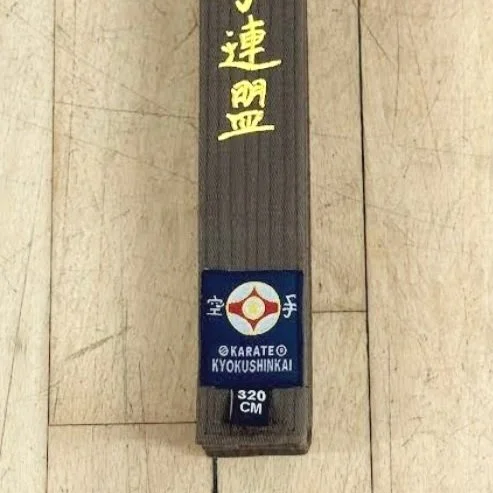 連
盟
空 手
KARATE
KYOKUSHINKAI
320
CM